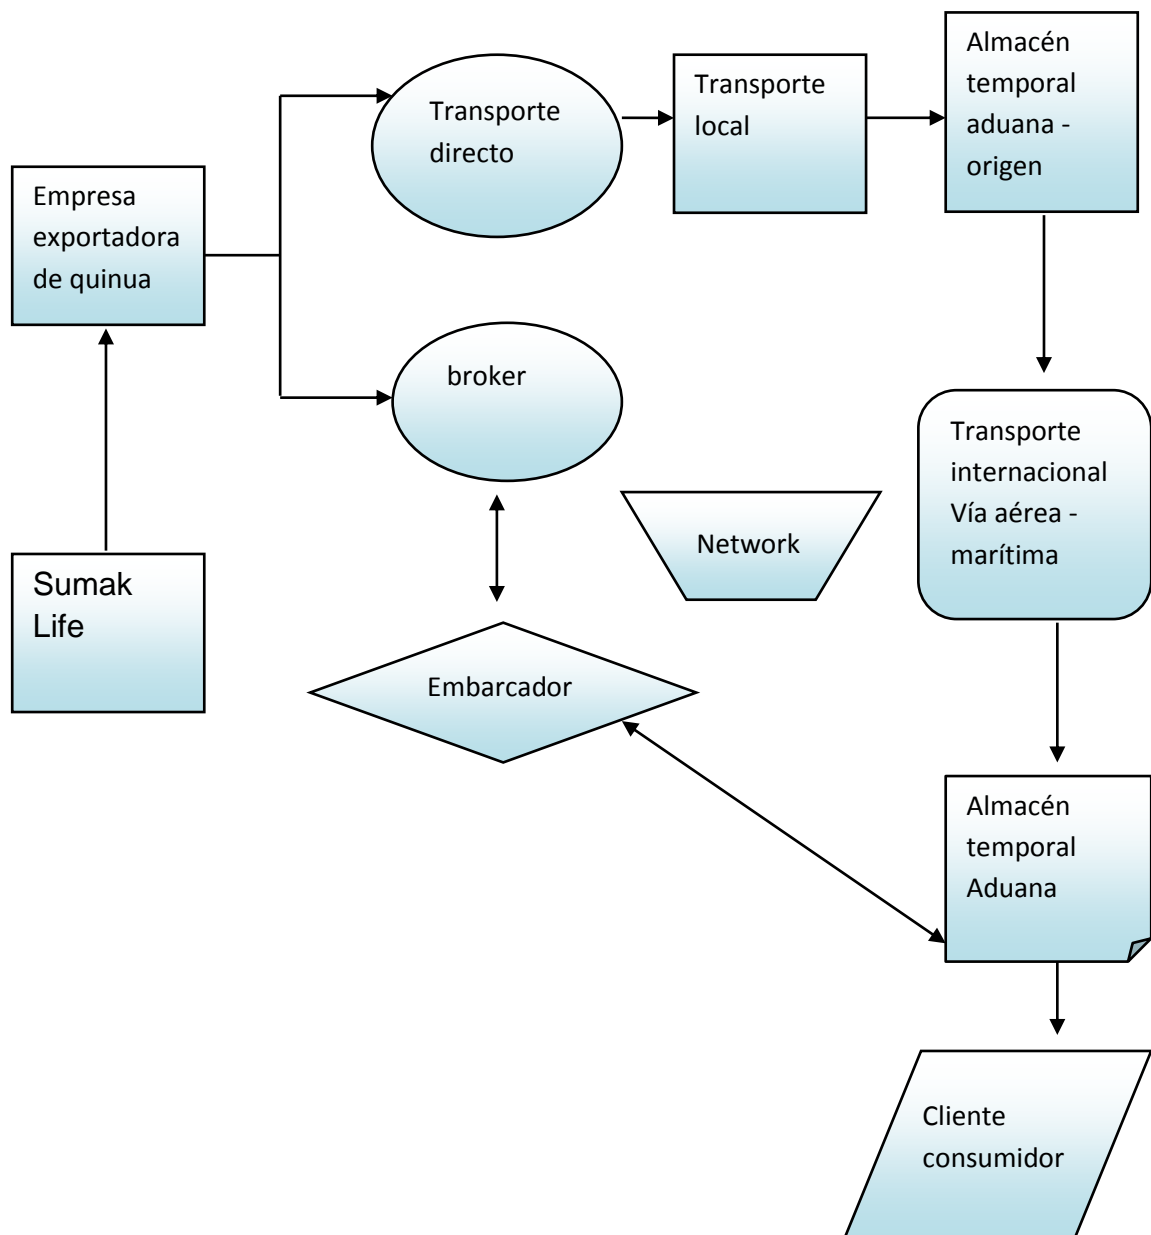 Almacén
temporal
aduana -
origen
Transporte
local
Transporte
directo
Empresa
exportadora
de quinua
broker
Transporte
internacional
Vía aérea -
marítima
Network
Sumak
Life
Embarcador
Almacén
temporal
Aduana
Cliente
consumidor